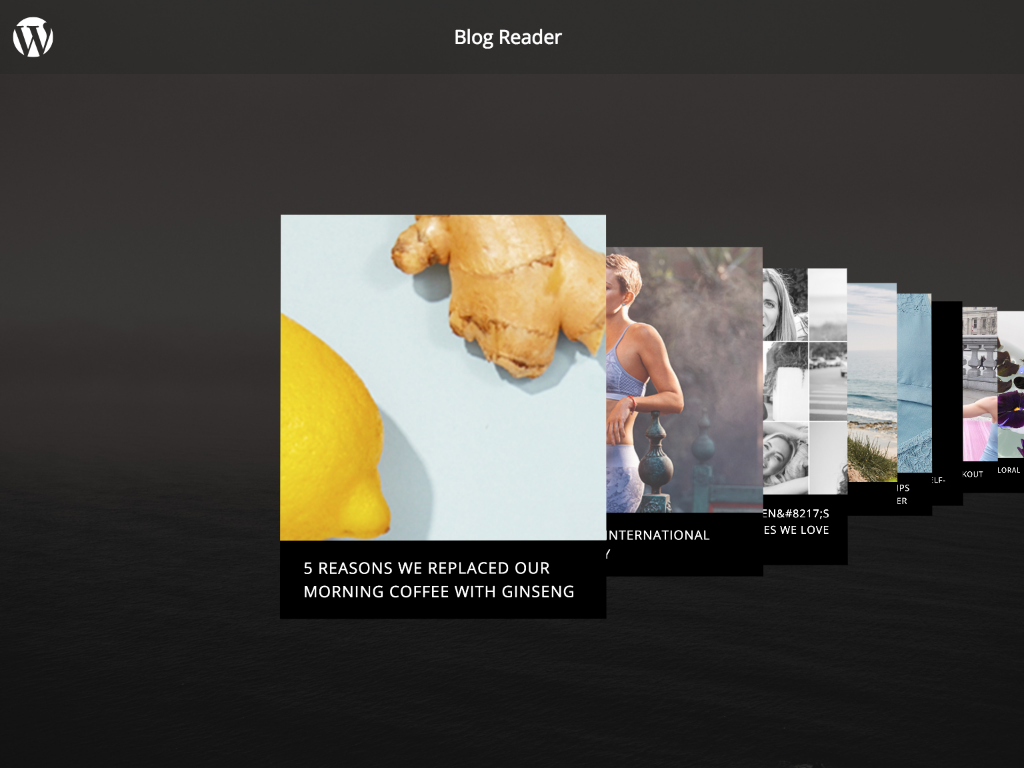 Blog Reader
5 REASONS WE REPLACED OUR
MORNING COFFEE WITH GINSENG
INTERNATIONAL
Y
EN&#8217;S
ES WE LOVE
IPS
ER
ELF-
KOUT
LORAL